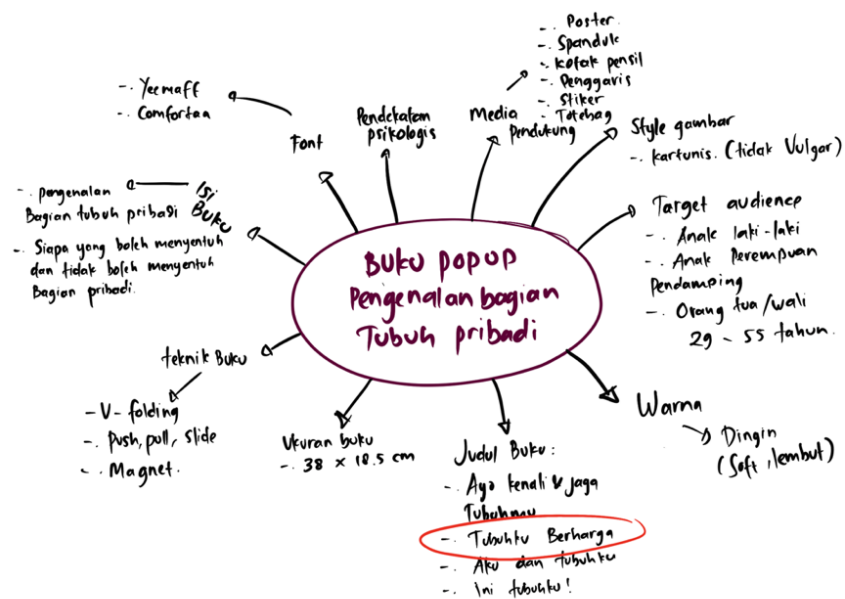 Buku popup
Pengenalan bagian
Tubuh pribadi
Font
-. Yeemaff
-. Comfortaa
Pendekatan
psikologis
Media
Pendukung
-. Poster.
-. Spanduk
-. Kotak pensil
-. Penggaris
-. Stiker
-. Totebag
Style gambar
-. kartunis. (tidak Vulgar)
Target audience
-. Anak laki-laki
-. Anak Perempuan
Pendamping
-. Orang tua/wali
29 - 55 tahun.
Warna
Dingin
(Soft, lembut)
Judul Buku:
-. Ayo kenali & jaga
Tubuhmu
-. Tubuhku Berharga
-. Aku dan tubuhku
-. Ini tubuhku!
Ukuran buku
-. 38 x 18.5 cm
teknik Buku
- V- folding
-. Push, pull, slide
-. Magnet.
Isi
Buku
-. pengenalan
Bagian tubuh pribadi
-. Siapa yang boleh menyentuh
dan tidak boleh menyentuh
Bagian pribadi.